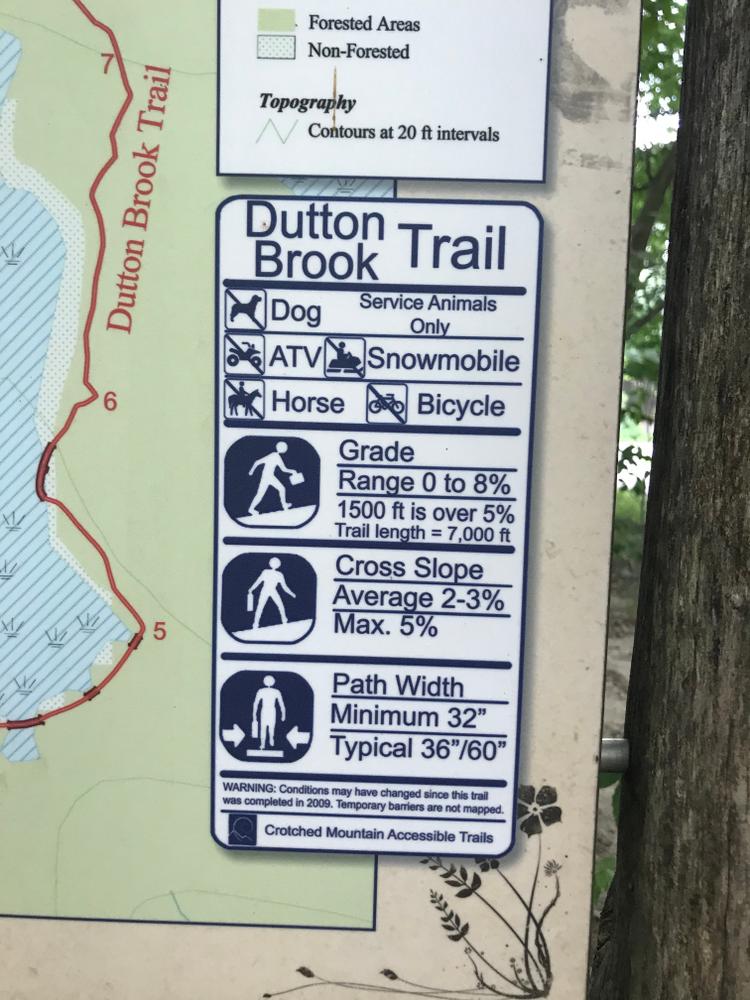 Forested Areas
Non-Forested
Topography
Contours at 20 ft intervals
7
Dutton Brook Trail
6
5
Dutton
Brook Trail
Dog Service Animals
Only
ATV Snowmobile
Horse Bicycle
Grade
Range 0 to 8%
1500 ft is over 5%
Trail length = 7,000 ft
Cross Slope
Average 2-3%
Max. 5%
Path Width
Minimum 32”
Typical 36”/60”
WARNING: Conditions may have changed since this trail
was completed in 2009. Temporary barriers are not mapped.
Crotched Mountain Accessible Trails